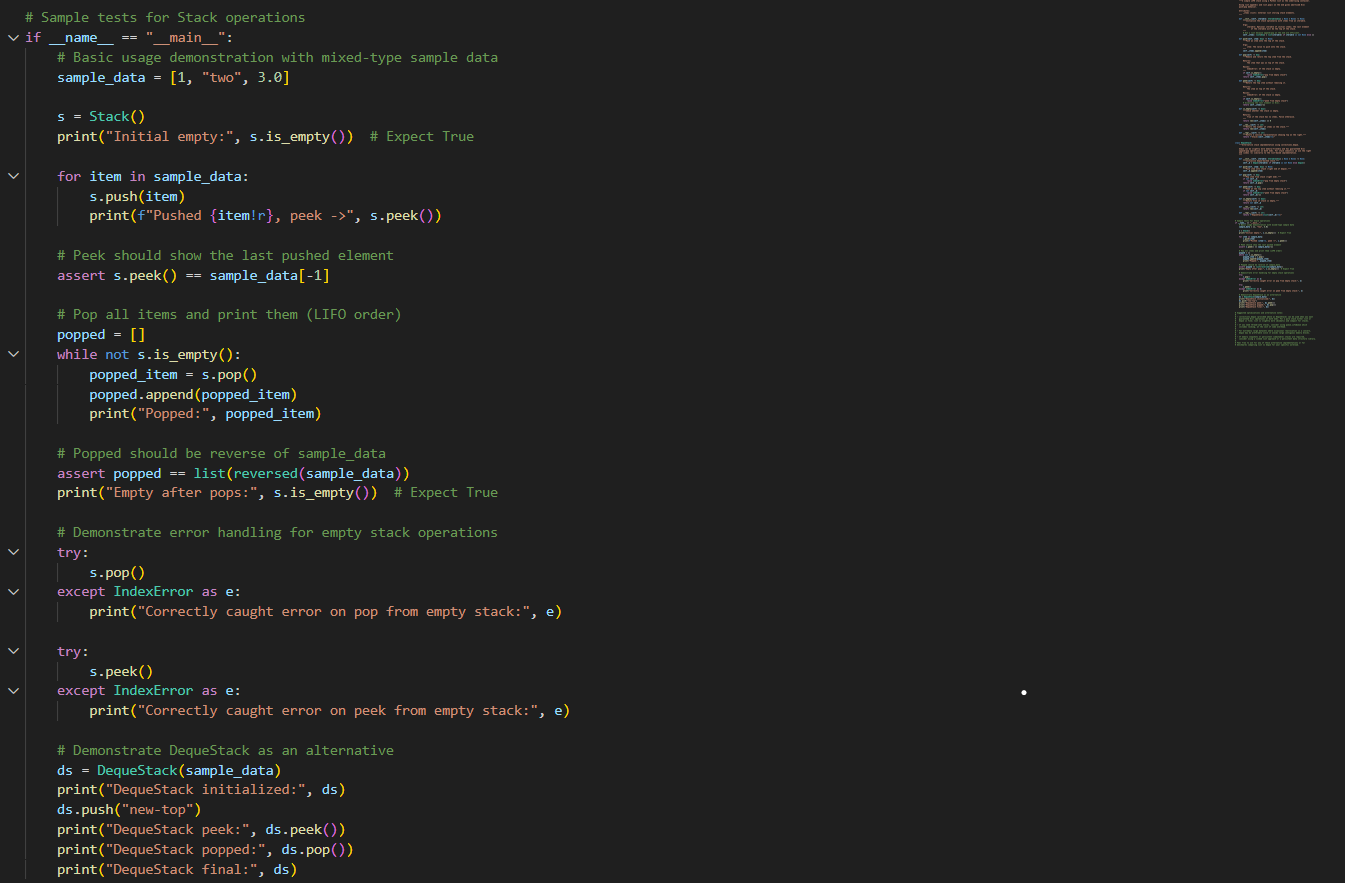 # Sample tests for Stack operations
if __name__ == "__main__":
    # Basic usage demonstration with mixed-type sample data
    sample_data = [1, "two", 3.0]

    s = Stack()
    print("Initial empty:", s.is_empty())  # Expect True

    for item in sample_data:
        s.push(item)
        print(f"Pushed {item!r}, peek ->", s.peek())

    # Peek should show the last pushed element
    assert s.peek() == sample_data[-1]

    # Pop all items and print them (LIFO order)
    popped = []
    while not s.is_empty():
        popped_item = s.pop()
        popped.append(popped_item)
        print("Popped:", popped_item)

    # Popped should be reverse of sample_data
    assert popped == list(reversed(sample_data))
    print("Empty after pops:", s.is_empty())  # Expect True

    # Demonstrate error handling for empty stack operations
    try:
        s.pop()
    except IndexError as e:
        print("Correctly caught error on pop from empty stack:", e)

    try:
        s.peek()
    except IndexError as e:
        print("Correctly caught error on peek from empty stack:", e)

    # Demonstrate DequeStack as an alternative
    ds = DequeStack(sample_data)
    print("DequeStack initialized:", ds)
    ds.push("new-top")
    print("DequeStack peek:", ds.peek())
    print("DequeStack popped:", ds.pop())
    print("DequeStack final:", ds)